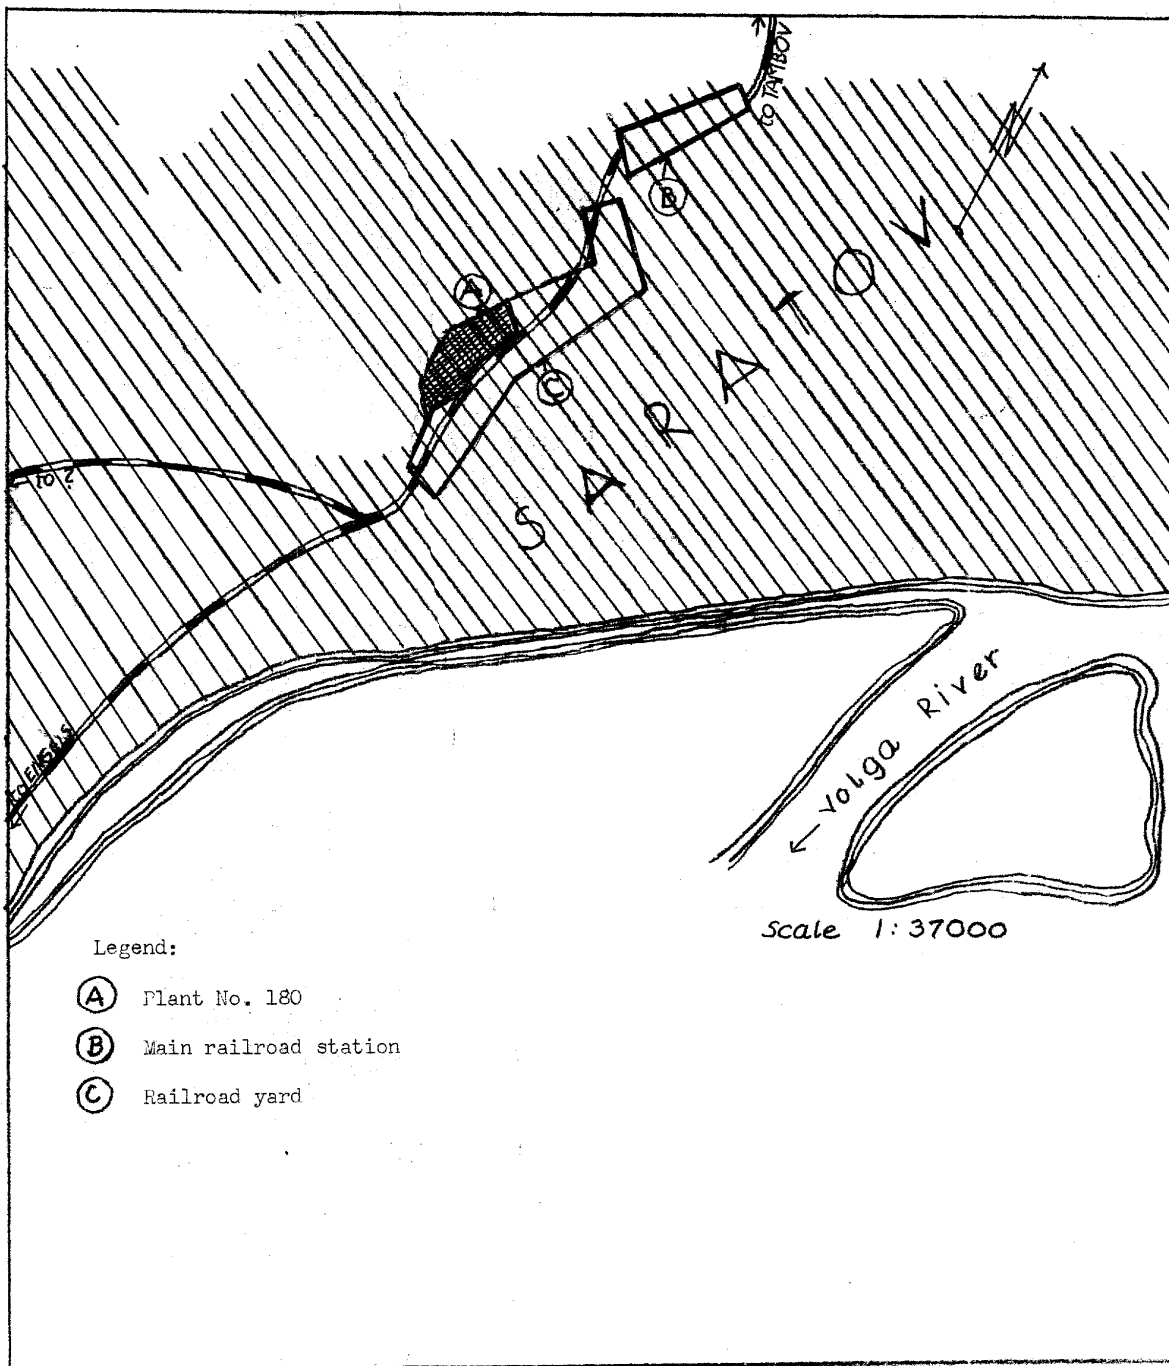 to TAMBOV
B
A
C
SARATOV
to ?
to ENGELS
Volga River
Scale 1:37000
Legend:
A Plant No. 180
B Main railroad station
C Railroad yard